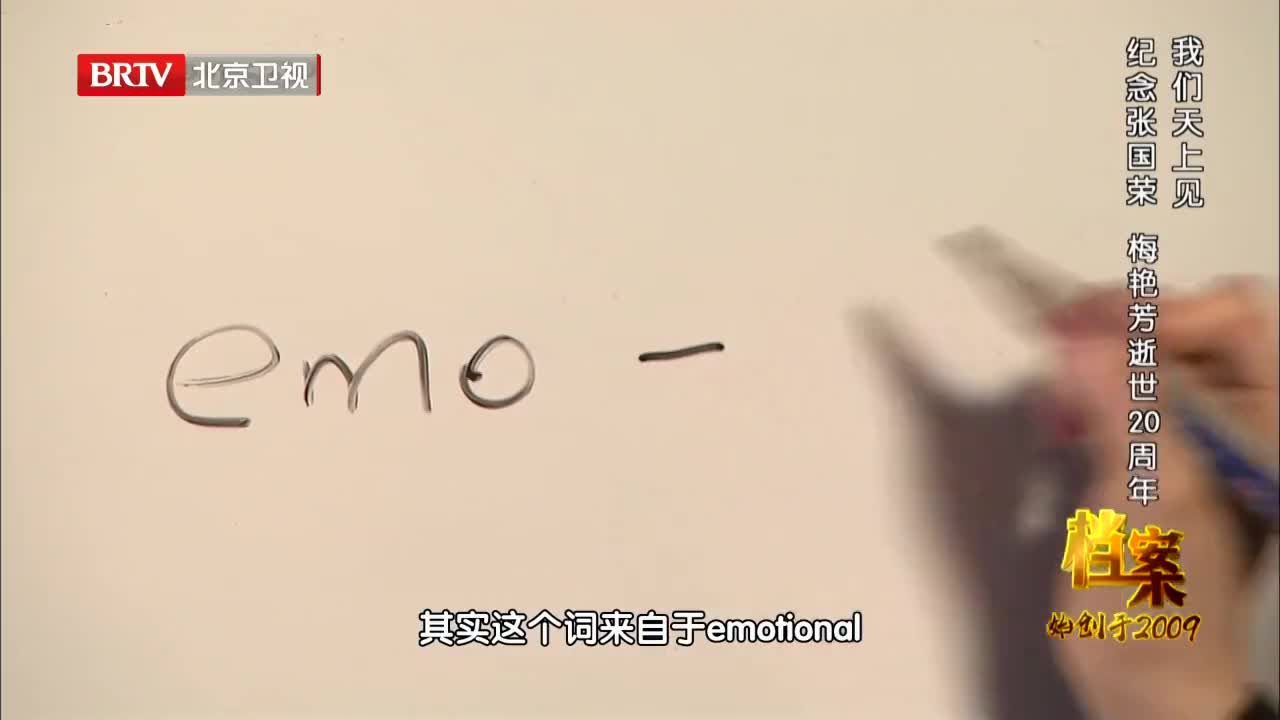 BRTV 北京卫视
我们天上见
纪念张国荣 梅艳芳逝世20周年
emo –
档案
始创于2009
其实这个词来自于emotional